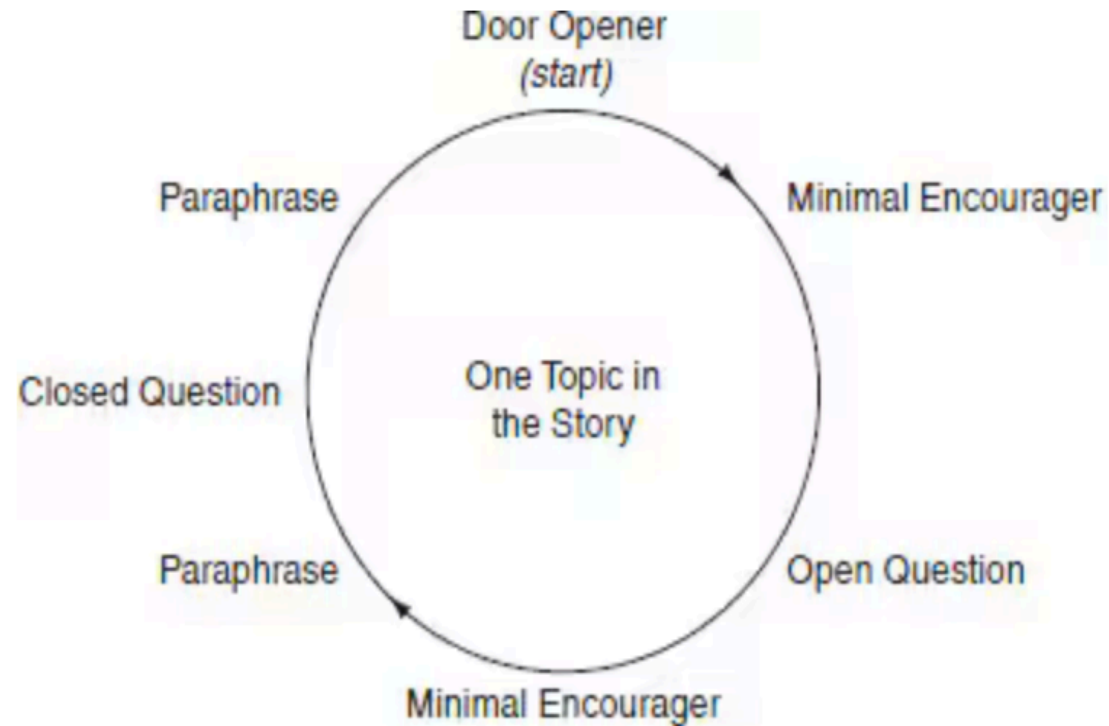 Door Opener
(start)
Minimal Encourager
Open Question
Minimal Encourager
Paraphrase
Closed Question
Paraphrase
One Topic in
the Story